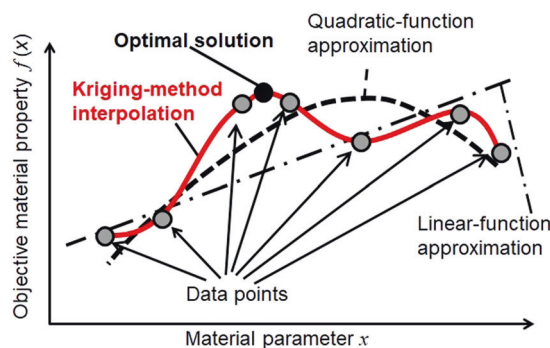 Optimal solution
Quadratic-function
approximation
Kriging-method
interpolation
Linear-function
approximation
Data points
Objective material property f (x)
Material parameter x